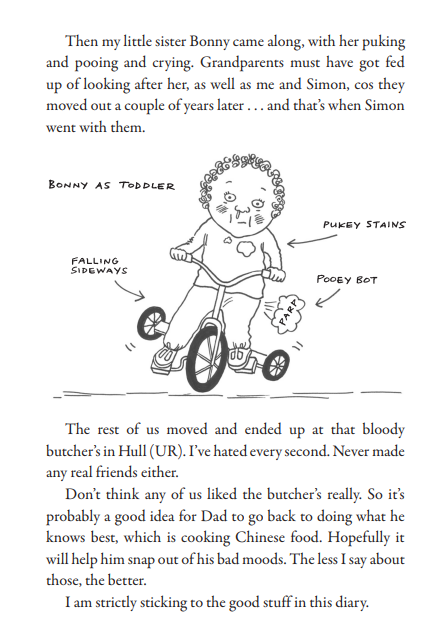 Then my little sister Bonny came along, with her puking
and pooing and crying. Grandparents must have got fed
up of looking after her, as well as me and Simon, cos they
moved out a couple of years later . . . and that’s when Simon
went with them.
BONNY AS TODDLER
PUKEY STAINS
FALLING
SIDEWAYS
POOEY BOT
PARP
The rest of us moved and ended up at that bloody
butcher’s in Hull (UR). I’ve hated every second. Never made
any real friends either.
Don’t think any of us liked the butcher’s really. So it’s
probably a good idea for Dad to go back to doing what he
knows best, which is cooking Chinese food. Hopefully it
will help him snap out of his bad moods. The less I say about
those, the better.
I am strictly sticking to the good stuff in this diary.